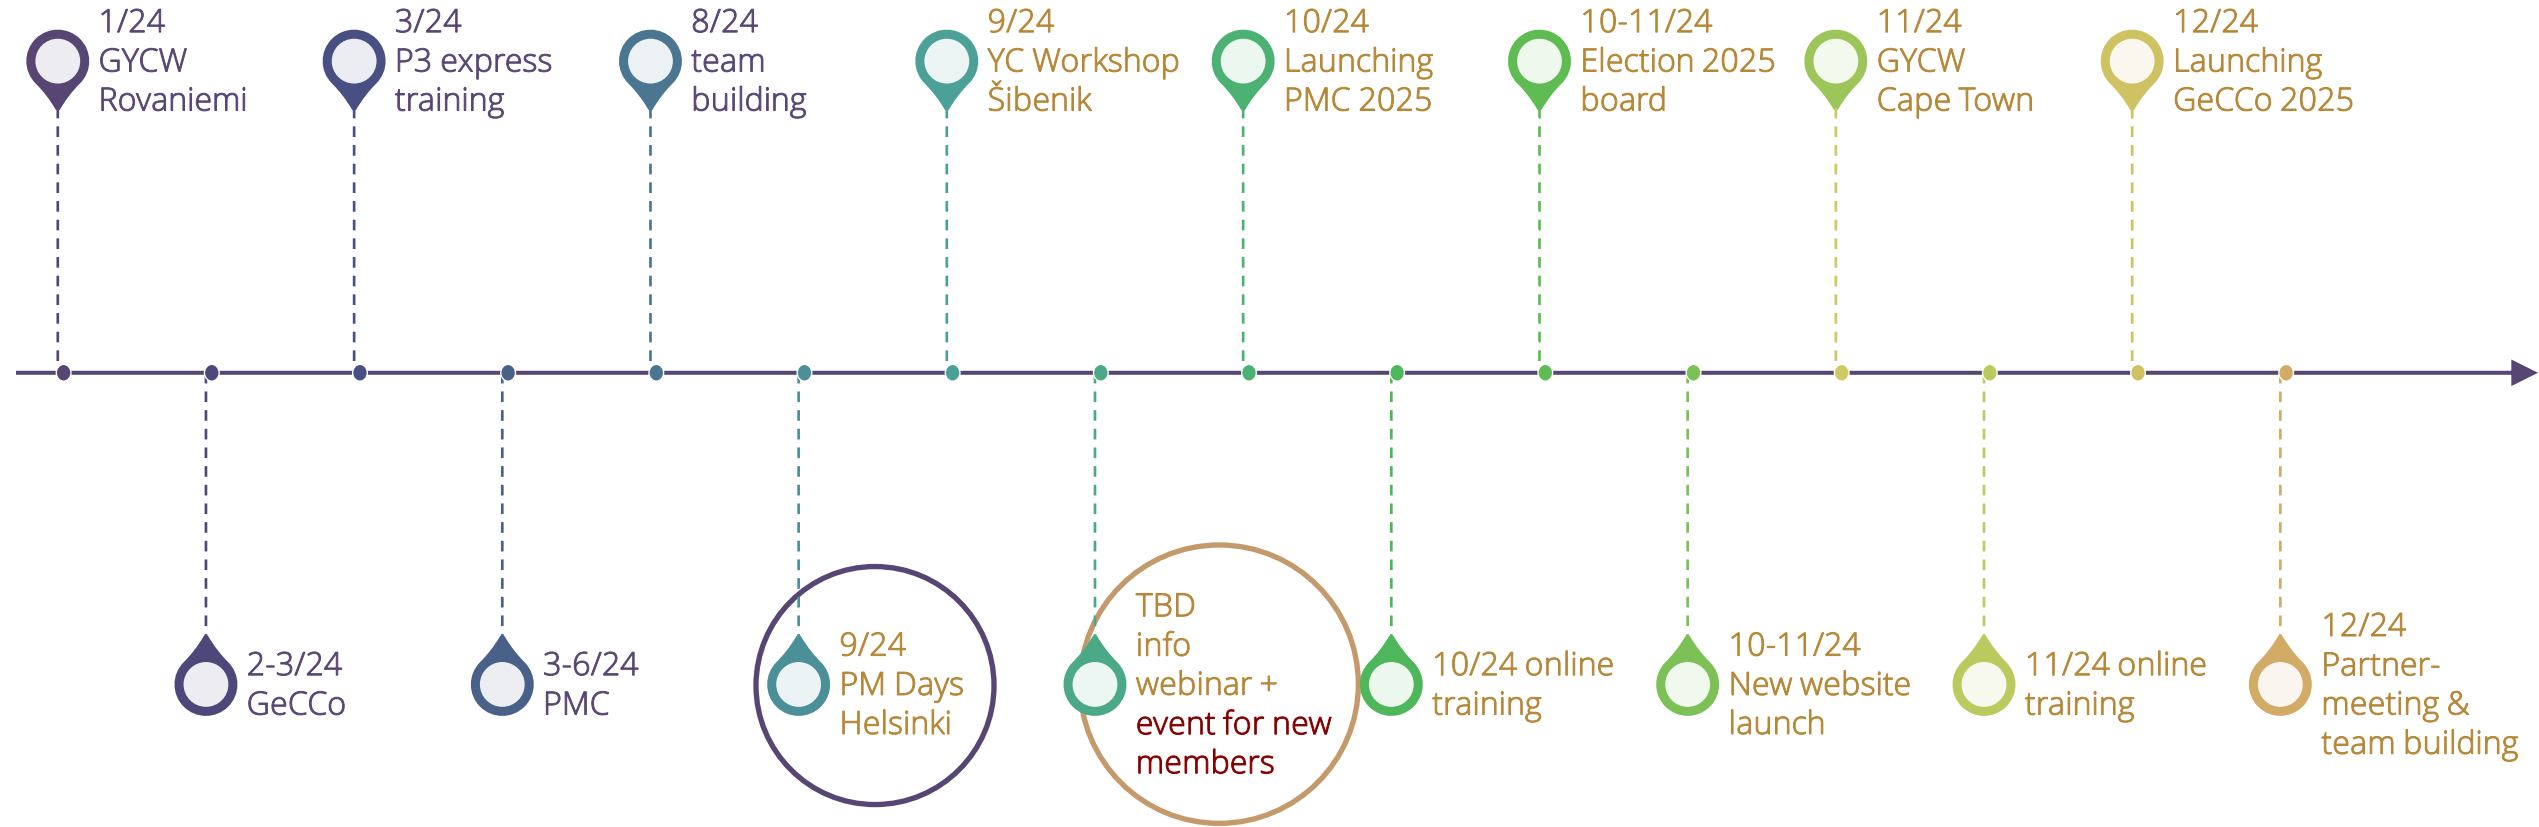 1/24
GYCW
Rovaniemi
3/24
P3 express
training
8/24
team
building
9/24
YC Workshop
Šibenik
10/24
Launching
PMC 2025
10-11/24
Election 2025
board
11/24
GYCW
Cape Town
12/24
Launching
GeCCo 2025
2-3/24
GeCCo
3-6/24
PMC
9/24
PM Days
Helsinki
TBD
info
webinar +
event for new
members
10/24 online
training
10-11/24
New website
launch
11/24 online
training
12/24
Partner-
meeting &
team building